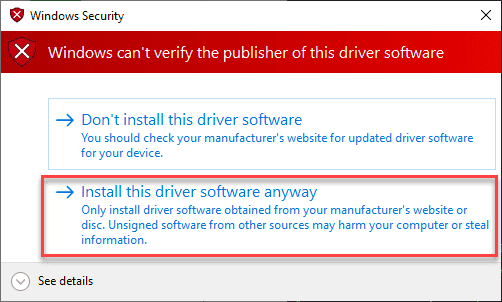 Windows Security
Windows can't verify the publisher of this driver software
Don't install this driver software
You should check your manufacturer's website for updated driver software
for your device.
Install this driver software anyway
Only install driver software obtained from your manufacturer's website or
disc. Unsigned software from other sources may harm your computer or steal
information.
See details